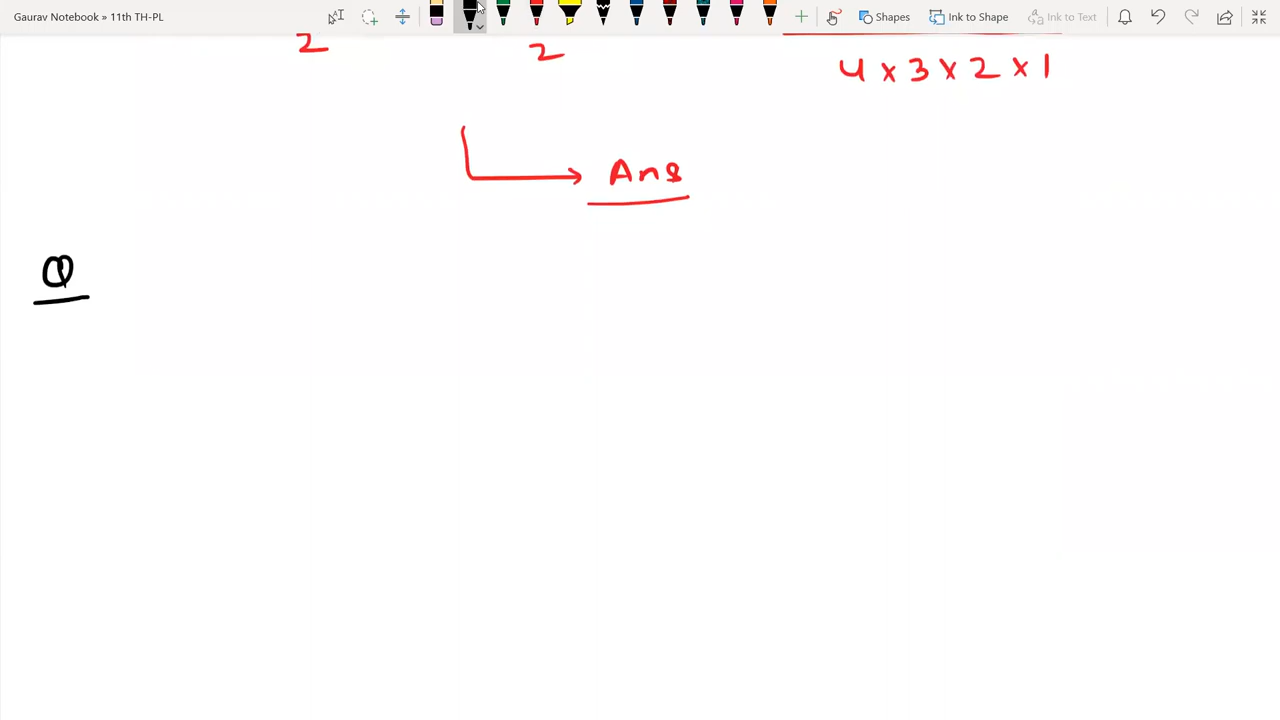 Gaurav Notebook » 11th TH-PL
Shapes
Ink to Shape
Ink to Text
2
2
4 x 3 x 2 x 1
Ans
Q